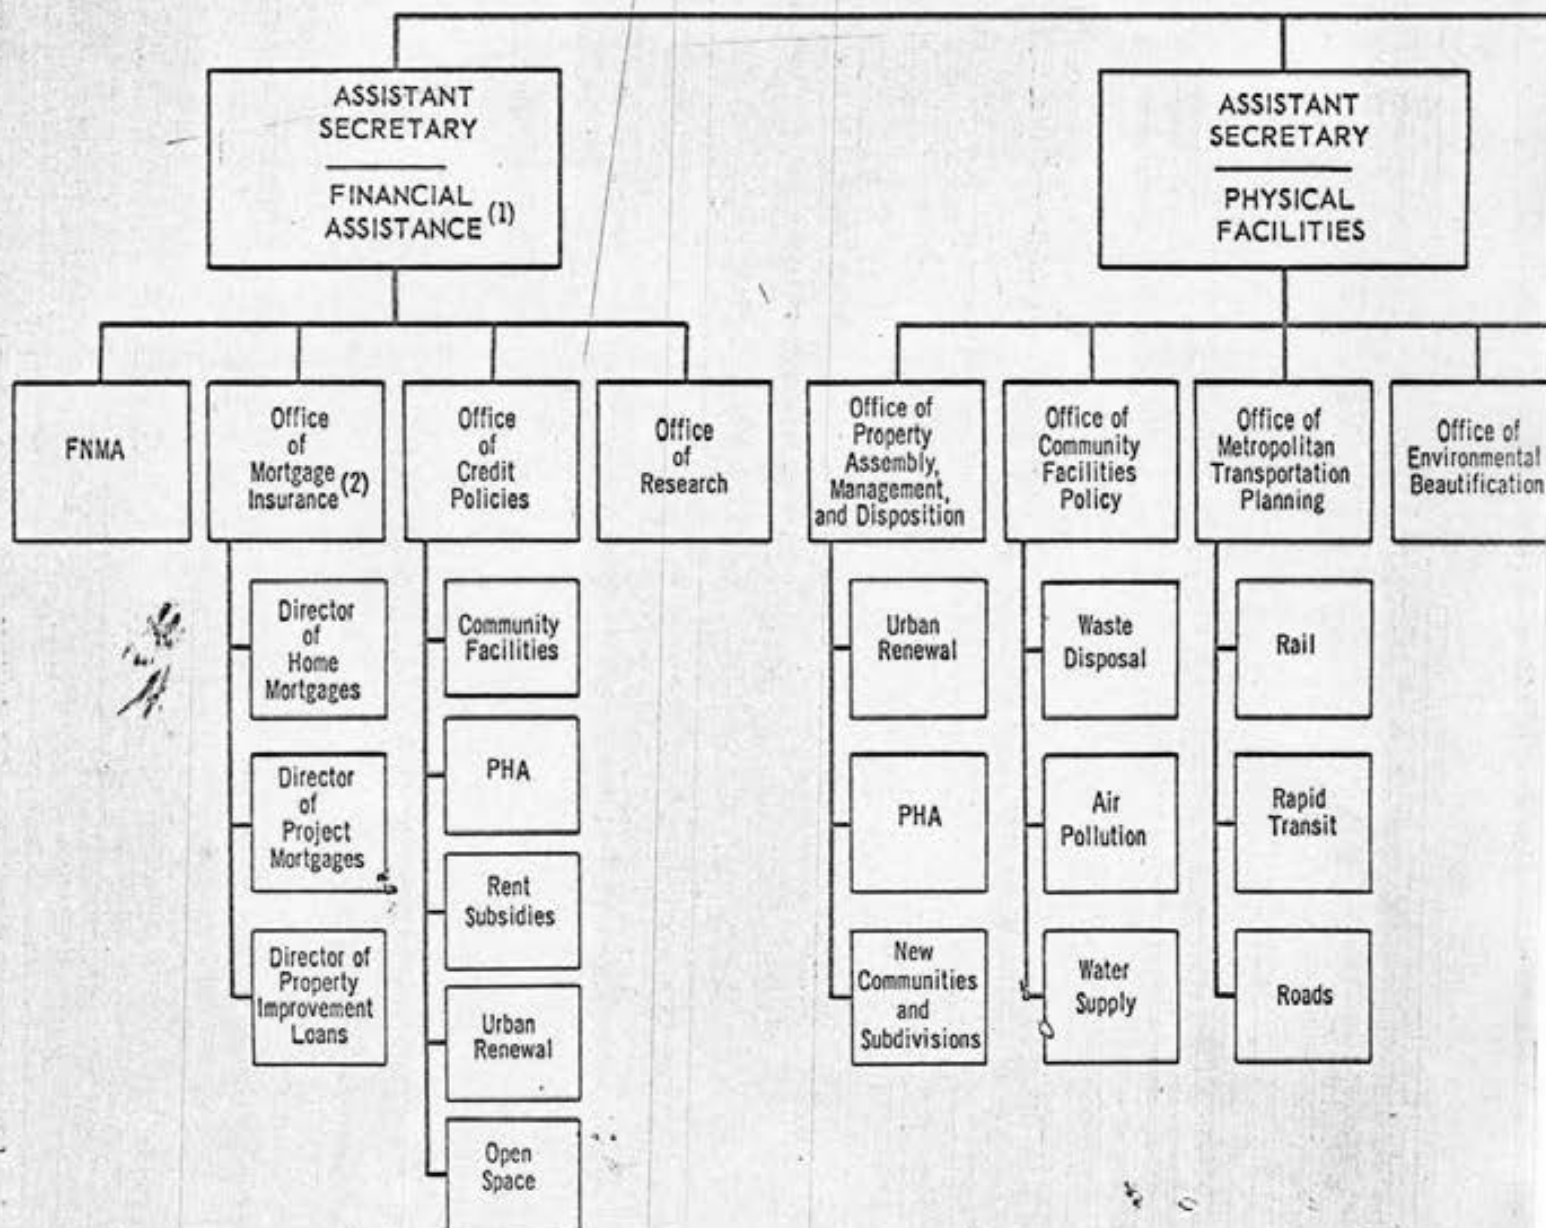 ASSISTANT
SECRETARY
FINANCIAL
ASSISTANCE (1)
ASSISTANT
SECRETARY
PHYSICAL
FACILITIES
FNMA
Office
of
Mortgage
Insurance (2)
Office
of
Credit
Policies
Office
of
Research
Office of
Property
Assembly,
Management,
and Disposition
Office of
Community
Facilities
Policy
Office of
Metropolitan
Transportation
Planning
Office of
Environmental
Beautification
Director
of
Home
Mortgages
Director
of
Project
Mortgages
Director of
Property
Improvement
Loans
Community
Facilities
PHA
Rent
Subsidies
Urban
Renewal
Open
Space
Urban
Renewal
PHA
New
Communities
and
Subdivisions
Waste
Disposal
Air
Pollution
Water
Supply
Rail
Rapid
Transit
Roads